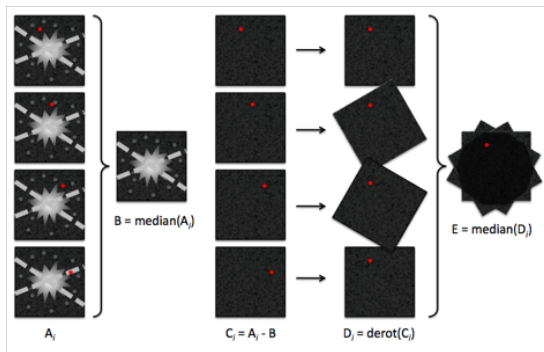 B = median(Aᵢ)
E = median(Dᵢ)
Aᵢ
Cᵢ = Aᵢ - B
Dᵢ = derot(Cᵢ)